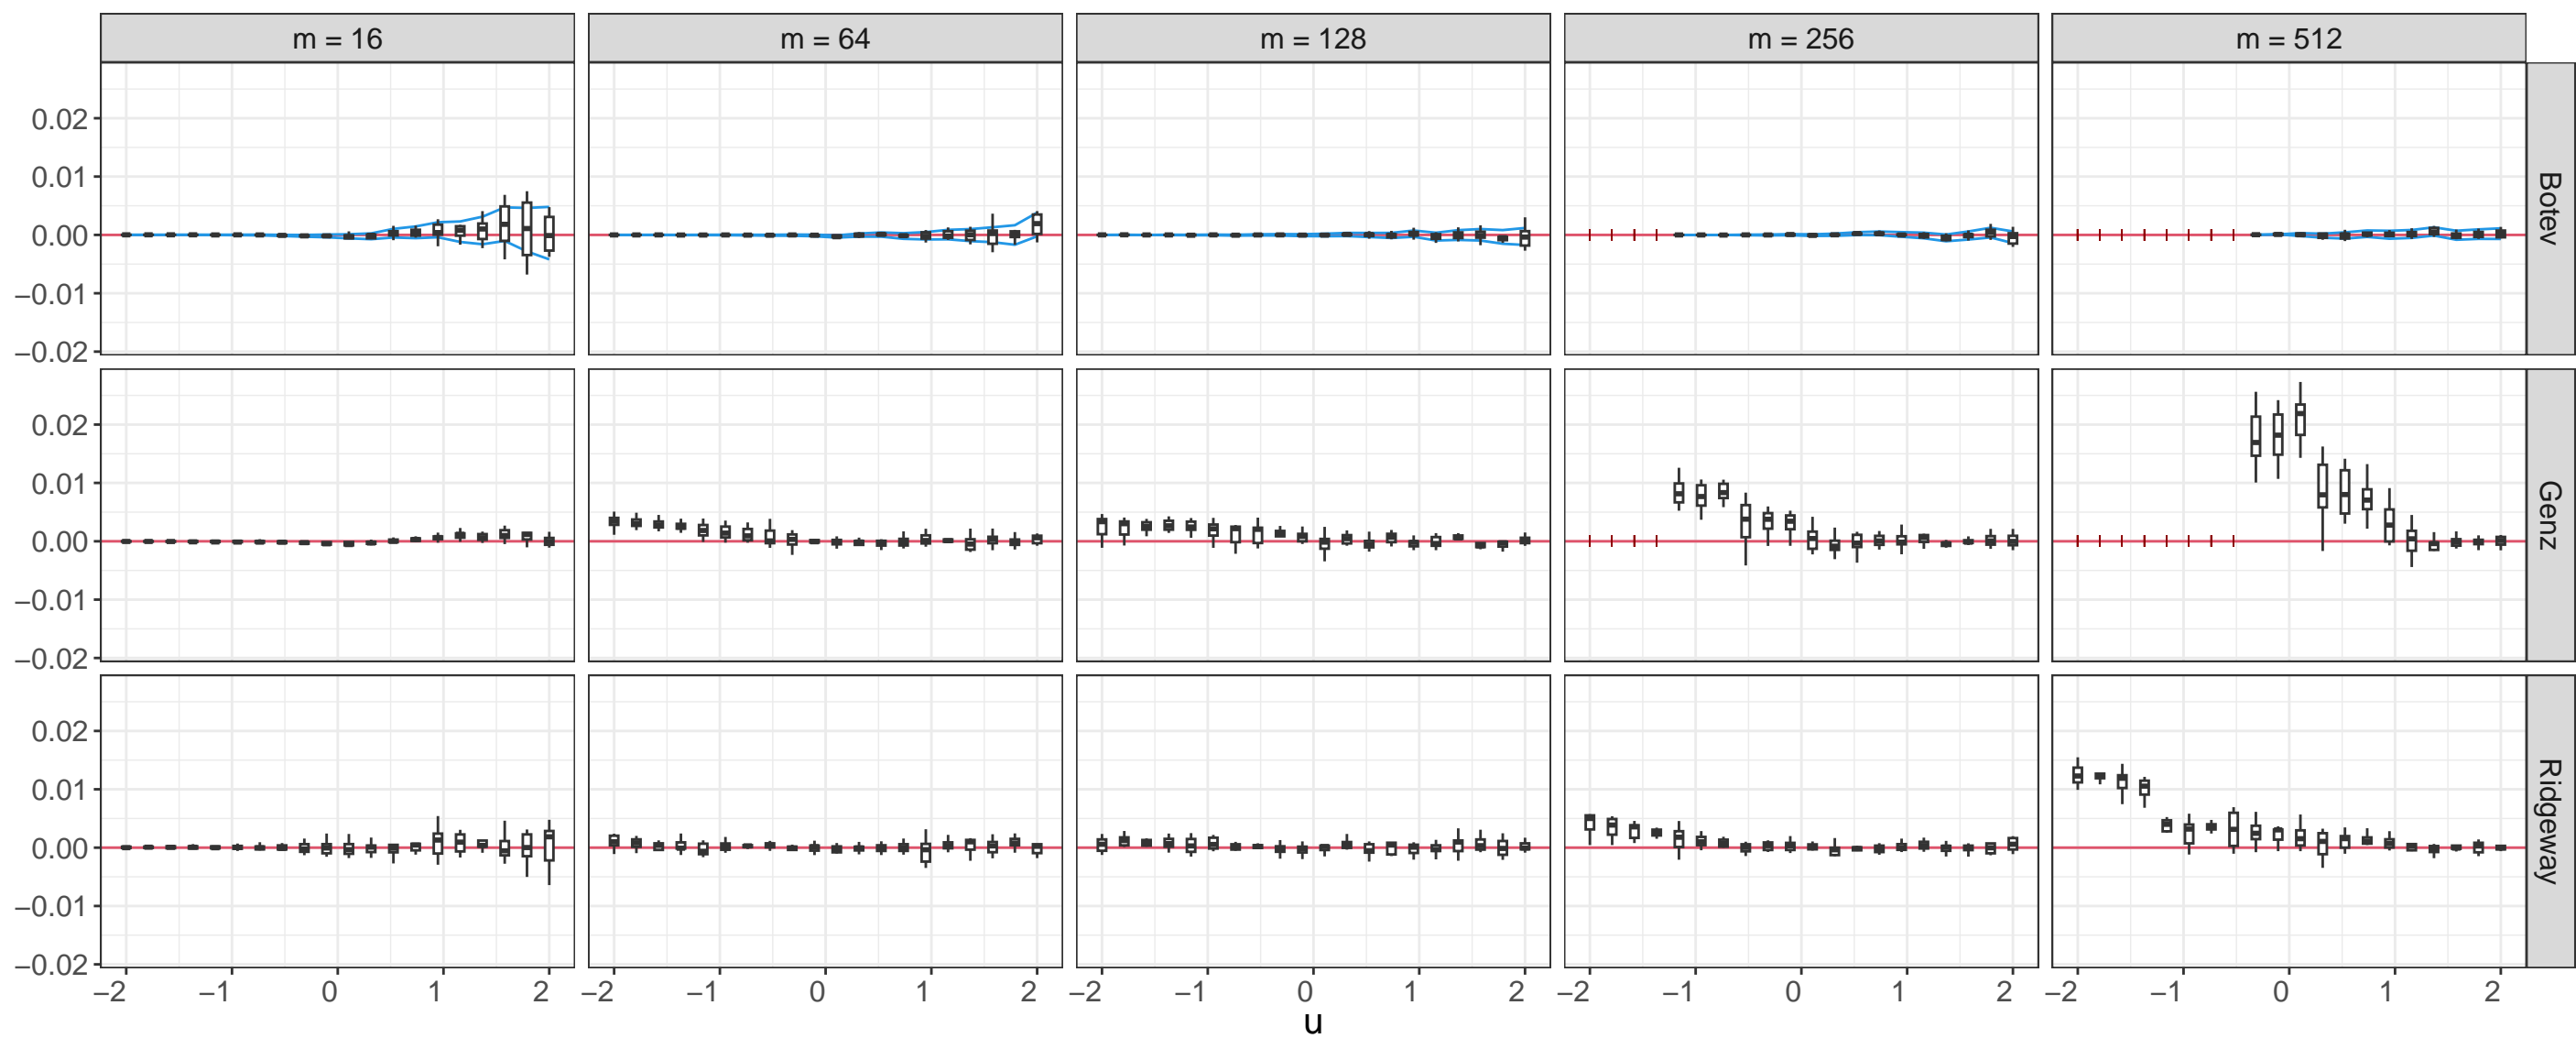 m = 16 m = 64 m = 128 m = 256 m = 512
0.02
0.01
0.00
−0.01
−0.02
Botev
0.02
0.01
0.00
−0.01
−0.02
Genz
0.02
0.01
0.00
−0.01
−0.02
Ridgeway
−2 −1 0 1 2 −2 −1 0 1 2 −2 −1 0 1 2 −2 −1 0 1 2 −2 −1 0 1 2
u